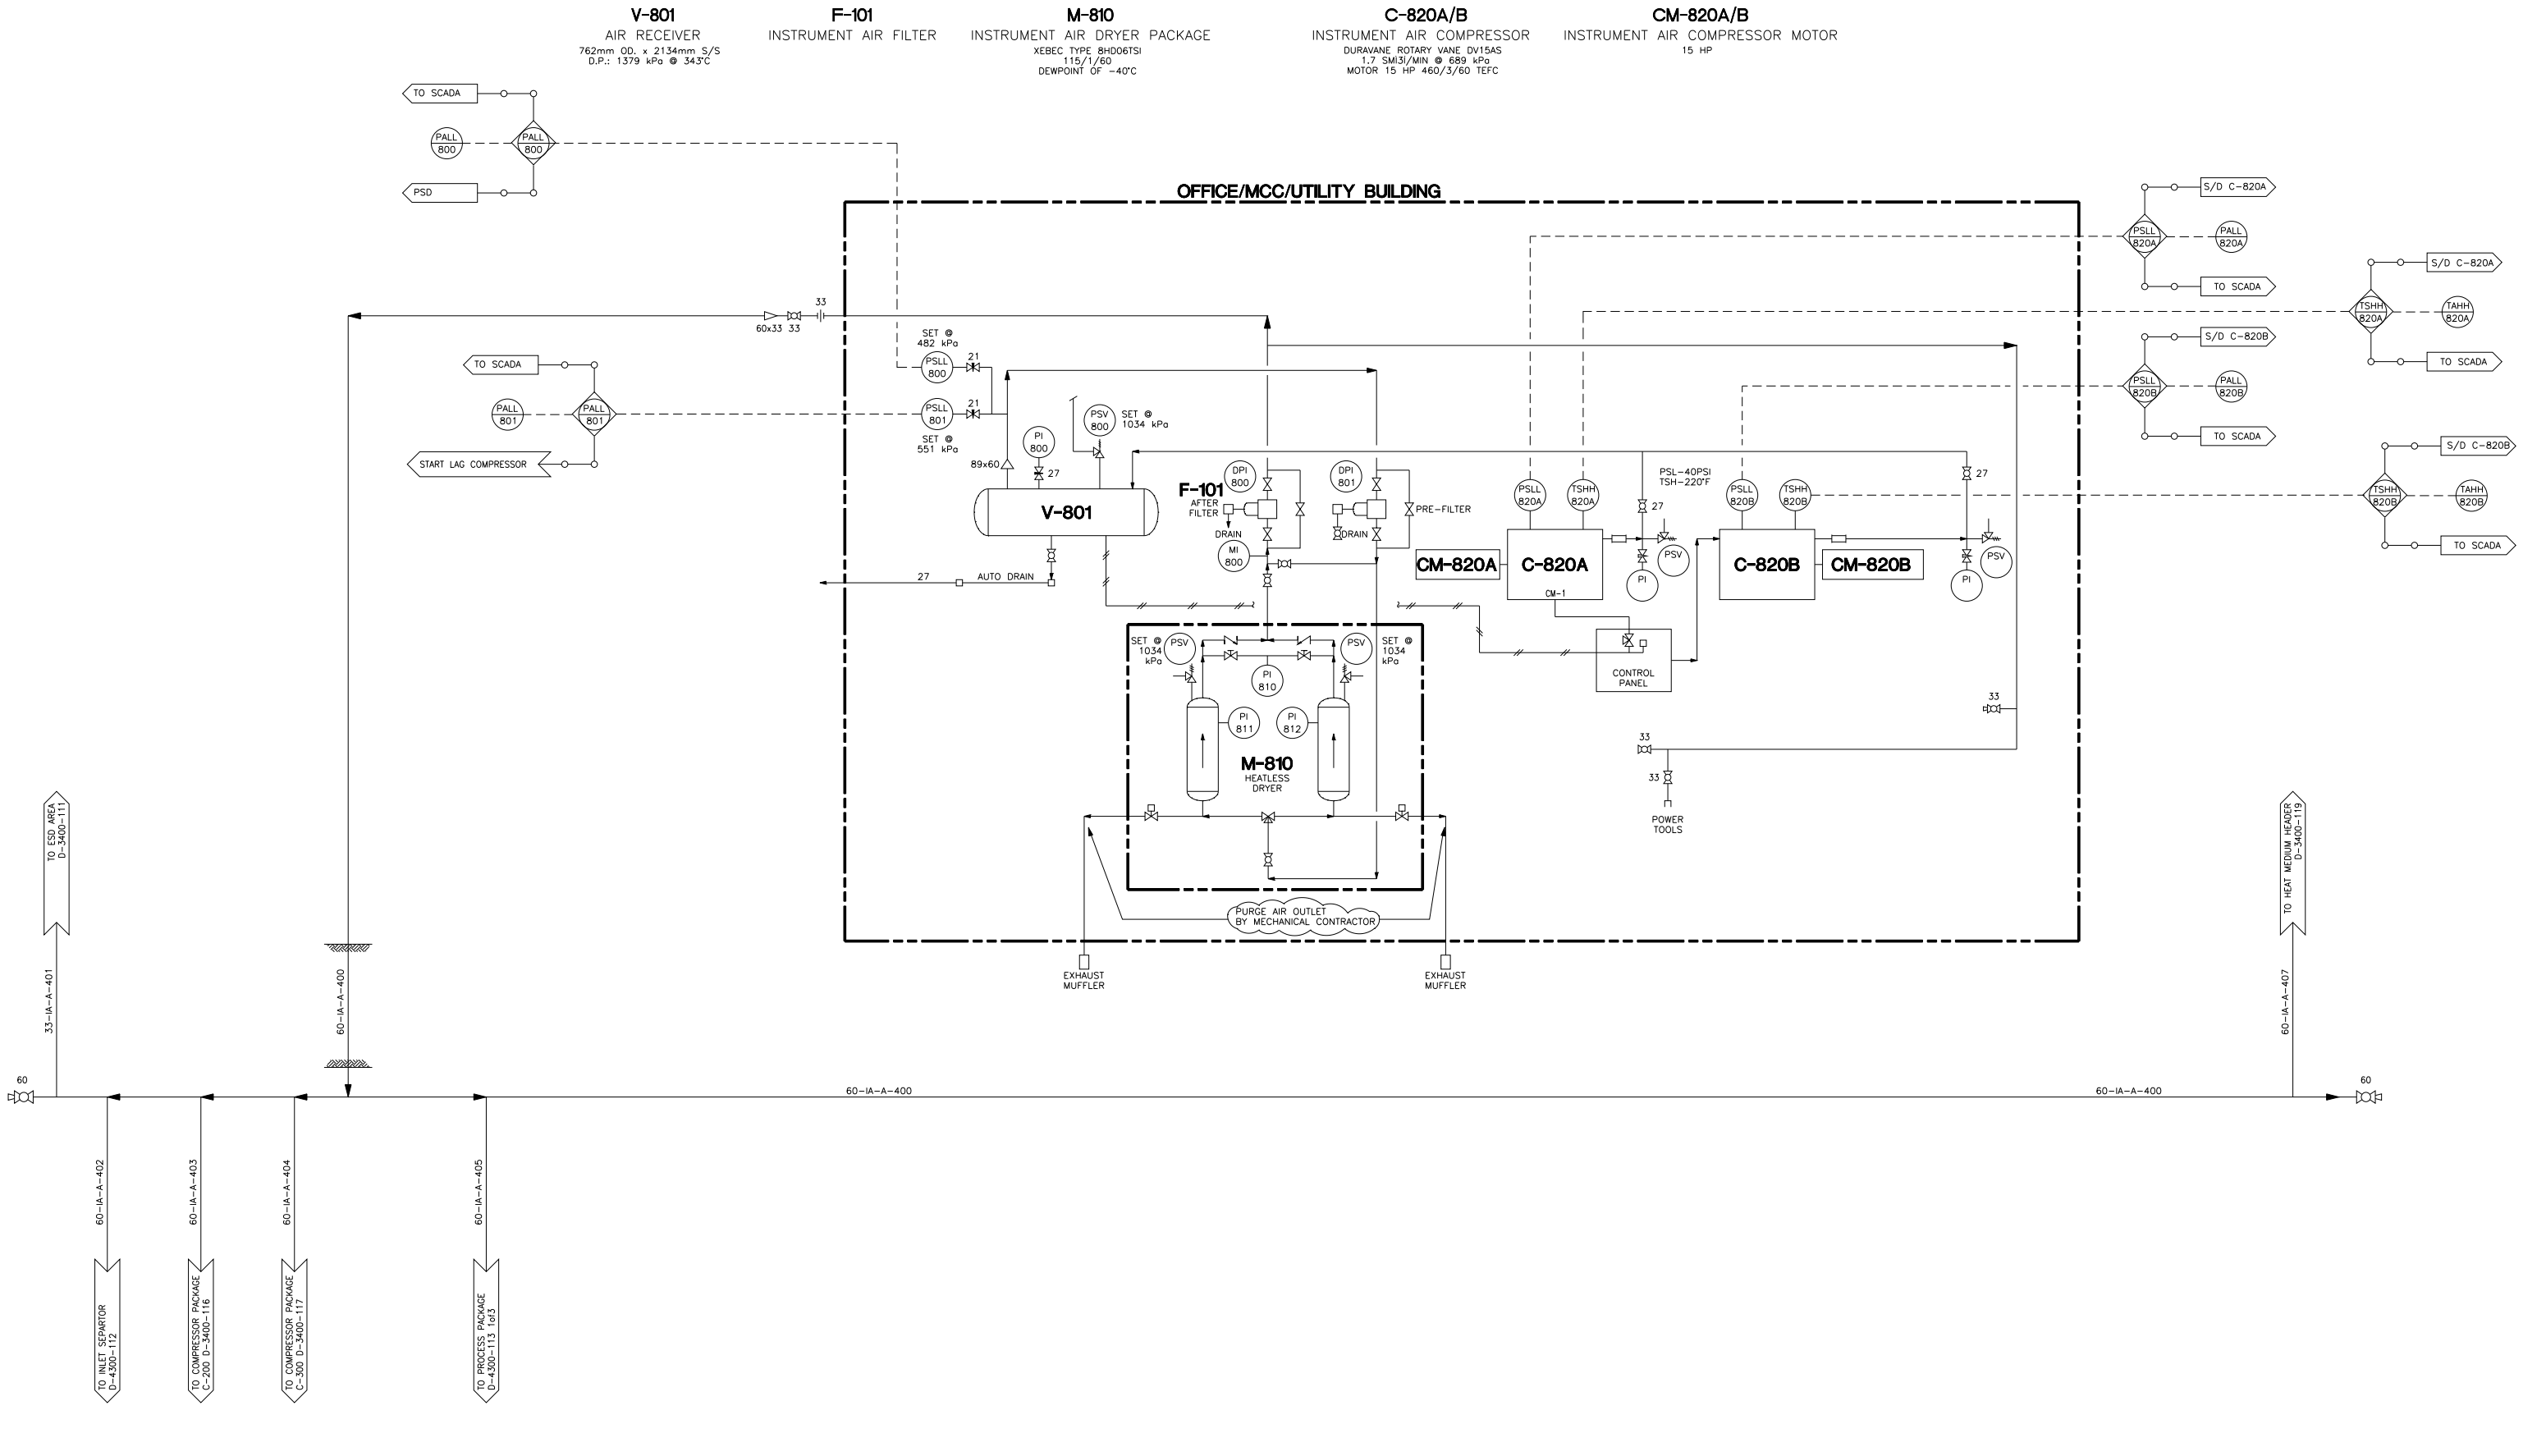 V-801
AIR RECEIVER
762mm OD. x 2134mm S/S
D.P.: 1379 kPa @ 343°C
F-101
INSTRUMENT AIR FILTER
M-810
INSTRUMENT AIR DRYER PACKAGE
XEBEC TYPE 8HD06TSI
115/1/60
DEWPOINT OF -40°C
C-820A/B
INSTRUMENT AIR COMPRESSOR
DURAVANE ROTARY VANE DV15AS
1.7 SM|3|/MIN @ 689 kPa
MOTOR 15 HP 460/3/60 TEFC
CM-820A/B
INSTRUMENT AIR COMPRESSOR MOTOR
15 HP
TO SCADA
PALL
800
PALL
800
PSD
OFFICE/MCC/UTILITY BUILDING
S/D C-820A
PSLL
820A
PALL
820A
TO SCADA
S/D C-820A
TSHH
820A
TAHH
820A
TO SCADA
S/D C-820B
PSLL
820B
PALL
820B
TO SCADA
S/D C-820B
TSHH
820B
TAHH
820B
TO SCADA
33
60x33 33
SET @
482 kPa
PSLL
800
21
TO SCADA
PALL
801
PALL
801
START LAG COMPRESSOR
PSLL
801
21
SET @
551 kPa
89x60
PI
800
27
PSV
800
SET @
1034 kPa
V-801
27
AUTO DRAIN
F-101
AFTER
FILTER
DPI
800
DRAIN
MI
800
DPI
801
PRE-FILTER
DRAIN
PSLL
820A
TSHH
820A
27
PSL-40PSI
TSH-220°F
PSLL
820B
TSHH
820B
27
CM-820A
C-820A
CM-1
PSV
PI
C-820B
CM-820B
PSV
PI
CONTROL
PANEL
SET @
1034
kPa
PSV
PSV
SET @
1034
kPa
PI
810
PI
811
PI
812
M-810
HEATLESS
DRYER
33
33
33
POWER
TOOLS
PURGE AIR OUTLET
BY MECHANICAL CONTRACTOR
EXHAUST
MUFFLER
EXHAUST
MUFFLER
TO ESD AREA
D-3400-111
33-IA-A-401
60-IA-A-400
TO HEAT MEDIUM HEADER
D-3400-119
60-IA-A-407
60
60-IA-A-400
60-IA-A-400
60
60-IA-A-402
60-IA-A-403
60-IA-A-404
60-IA-A-405
TO INLET SEPARTOR
D-4300-112
TO COMPRESSOR PACKAGE
C-200 D-3400-116
TO COMPRESSOR PACKAGE
C-300 D-3400-117
TO PROCESS PACKAGE
D-4300-113 1of3